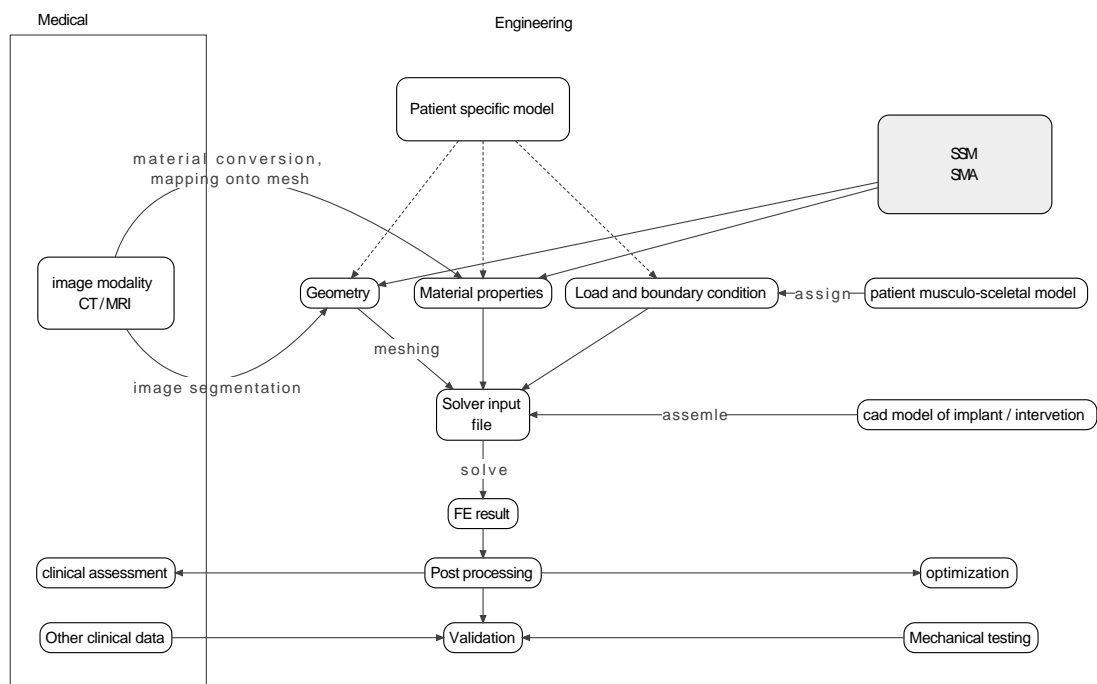 Medical
Engineering
Patient specific model
SSM
SMA
material conversion,
mapping onto mesh
image modality
CT / MRI
Geometry
Material properties
Load and boundary condition
assign
patient musculo-sceletal model
meshing
image segmentation
Solver input
file
assemle
cad model of implant / intervetion
solve
FE result
clinical assessment
Post processing
optimization
Other clinical data
Validation
Mechanical testing